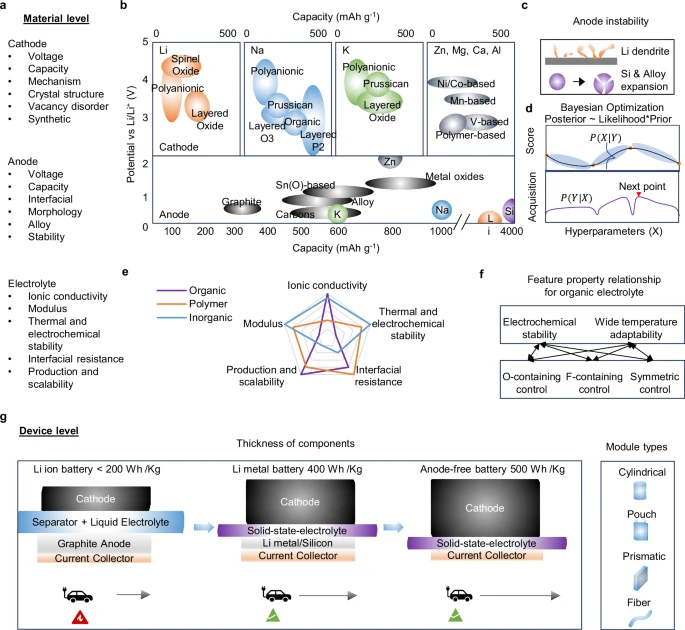 a
Material level
Cathode
• Voltage
• Capacity
• Mechanism
• Crystal structure
• Vacancy disorder
• Synthetic
Anode
• Voltage
• Capacity
• Interfacial
• Morphology
• Alloy
• Stability
Electrolyte
• Ionic conductivity
• Modulus
• Thermal and
electrochemical
stability
• Interfacial resistance
• Production and
scalability
b
Capacity (mAh g⁻¹)
0 500 0 500 0 500
Potential vs Li/Li⁺ (V)
5
4
3
2
Li
Spinel
Oxide
Polyanionic
Layered
Oxide
Cathode
Na
Polyanionic
Prussican
Organic
Layered
O3
Layered
P2
K
Polyanionic
Prussican
Layered
Oxide
Zn, Mg, Ca, Al
Ni/Co-based
Mn-based
V-based
Polymer-based
2
1
0
Zn
Metal oxides
Sn(O)-based
Graphite
Alloy
Anode
Carbons
K
Na
L
i
Si
100 200 300 400 500 600 800 1000 4000
Capacity (mAh g⁻¹)
c
Anode instability
Li dendrite
Si & Alloy
expansion
d
Bayesian Optimization
Posterior ~ Likelihood*Prior
Score
P(X|Y)
Acquisition
P(Y|X)
Next point
Hyperparameters (X)
e
Organic
Polymer
Inorganic
Ionic conductivity
Thermal and
electrochemical
stability
Interfacial
resistance
Production and
scalability
Modulus
f
Feature property relationship
for organic electrolyte
Electrochemical
stability
Wide temperature
adaptability
O-containing
control
F-containing
control
Symmetric
control
g
Device level
Thickness of components
Li ion battery < 200 Wh /Kg
Cathode
Separator + Liquid Electrolyte
Graphite Anode
Current Collector
Li metal battery 400 Wh /Kg
Cathode
Solid-state-electrolyte
Li metal/Silicon
Current Collector
Anode-free battery 500 Wh /Kg
Cathode
Solid-state-electrolyte
Current Collector
Module types
Cylindrical
Pouch
Prismatic
Fiber